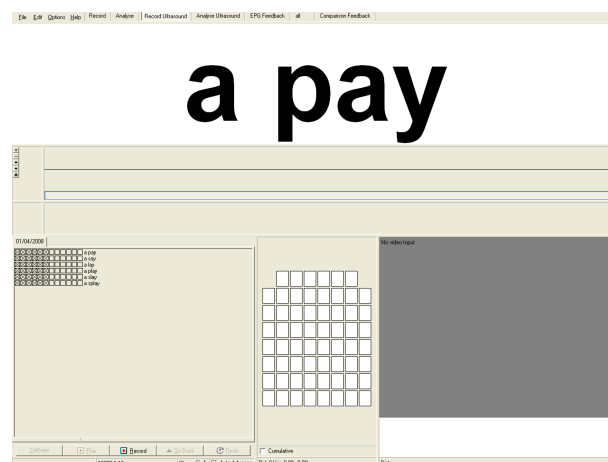 File Edit Options Help Record Analyse Record Ultrasound Analyse Ultrasound EPG Feedback all Comparison Feedback
a pay
01/04/2008
No video Input
a pay
a say
a lay
a play
a slay
a splay
Calibrate Play Record Go Back
Cumulative